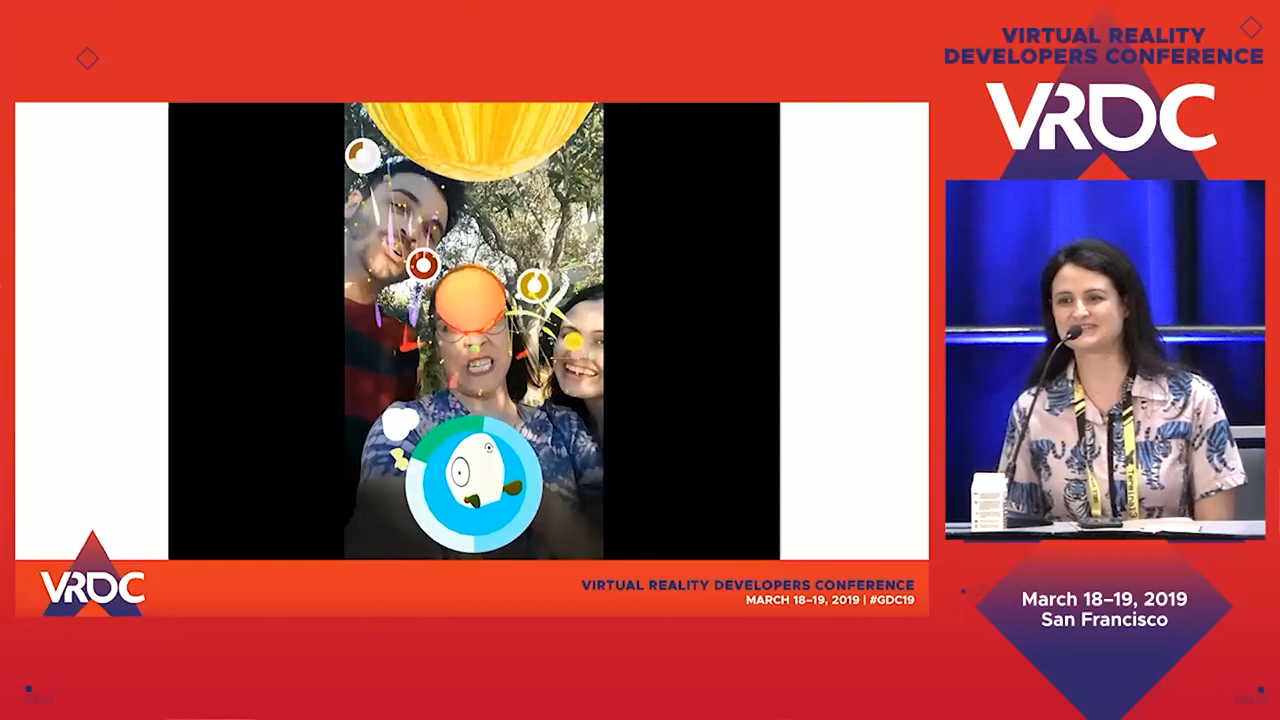 VIRTUAL REALITY
DEVELOPERS CONFERENCE
VRDC
VRDC
VIRTUAL REALITY DEVELOPERS CONFERENCE
MARCH 18–19, 2019 | #GDC19
March 18–19, 2019
San Francisco